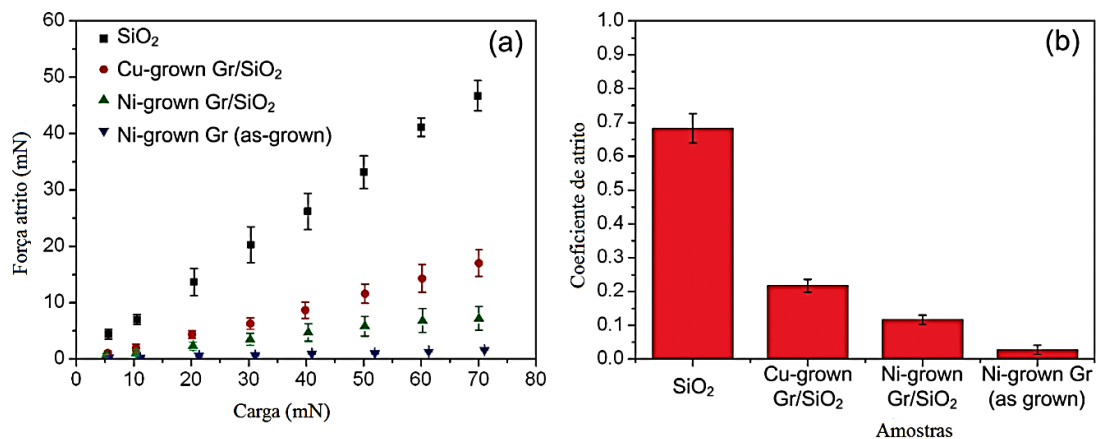 (a)
SiO₂
Cu-grown Gr/SiO₂
Ni-grown Gr/SiO₂
Ni-grown Gr (as-grown)
Força atrito (mN)
60
50
40
30
20
10
0
0 10 20 30 40 50 60 70 80
Carga (mN)
(b)
Coeficiente de atrito
1.0
0.9
0.8
0.7
0.6
0.5
0.4
0.3
0.2
0.1
0.0
SiO₂ Cu-grown Ni-grown Ni-grown Gr
Gr/SiO₂ Gr/SiO₂ (as grown)
Amostras